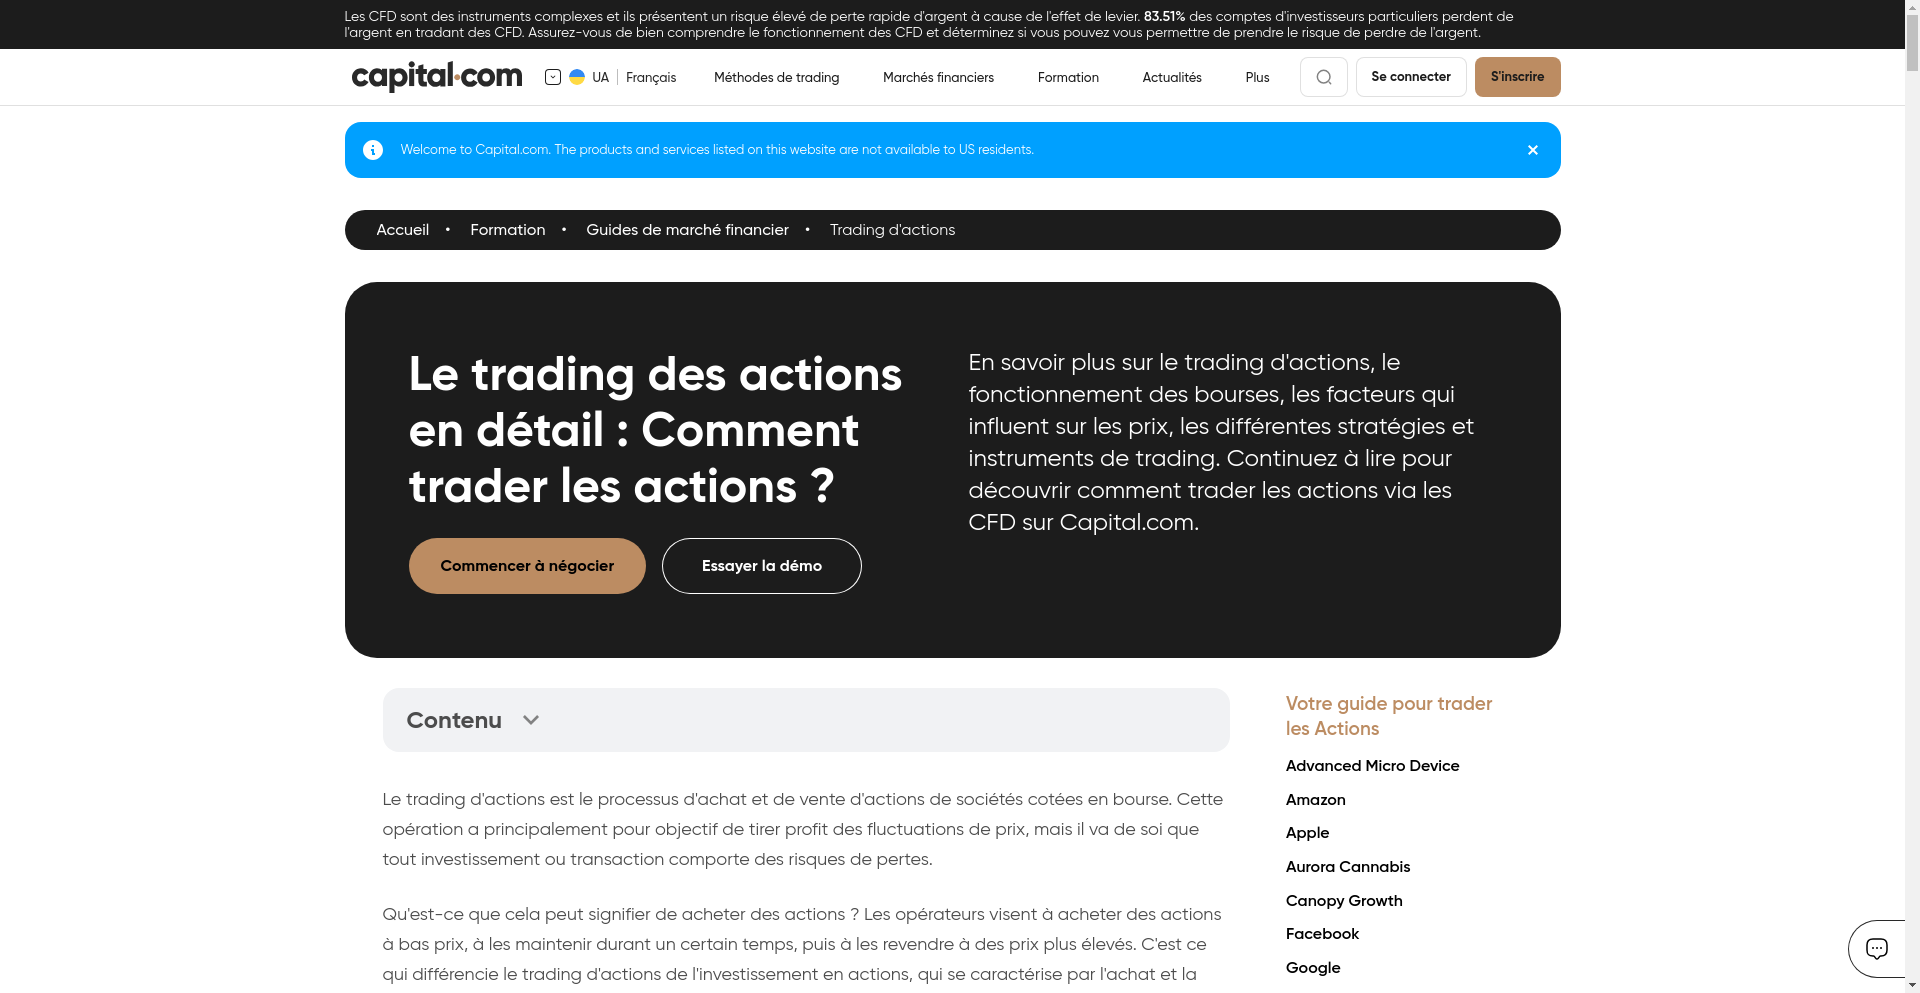 Les CFD sont des instruments complexes et ils présentent un risque élevé de perte rapide d'argent à cause de l'effet de levier. 83.51% des comptes d'investisseurs particuliers perdent de
l'argent en tradant des CFD. Assurez-vous de bien comprendre le fonctionnement des CFD et déterminez si vous pouvez vous permettre de prendre le risque de perdre de l'argent.
capital.com UA Français Méthodes de trading Marchés financiers Formation Actualités Plus Se connecter S'inscrire
Welcome to Capital.com. The products and services listed on this website are not available to US residents.
Accueil • Formation • Guides de marché financier • Trading d'actions
Le trading des actions
en détail : Comment
trader les actions ?
Commencer à négocier Essayer la démo
En savoir plus sur le trading d'actions, le
fonctionnement des bourses, les facteurs qui
influent sur les prix, les différentes stratégies et
instruments de trading. Continuez à lire pour
découvrir comment trader les actions via les
CFD sur Capital.com.
Contenu
Le trading d'actions est le processus d'achat et de vente d'actions de sociétés cotées en bourse. Cette
opération a principalement pour objectif de tirer profit des fluctuations de prix, mais il va de soi que
tout investissement ou transaction comporte des risques de pertes.
Qu'est-ce que cela peut signifier de acheter des actions ? Les opérateurs visent à acheter des actions
à bas prix, à les maintenir durant un certain temps, puis à les revendre à des prix plus élevés. C'est ce
qui différencie le trading d'actions de l'investissement en actions, qui se caractérise par l'achat et la
Votre guide pour trader
les Actions
Advanced Micro Device
Amazon
Apple
Aurora Cannabis
Canopy Growth
Facebook
Google